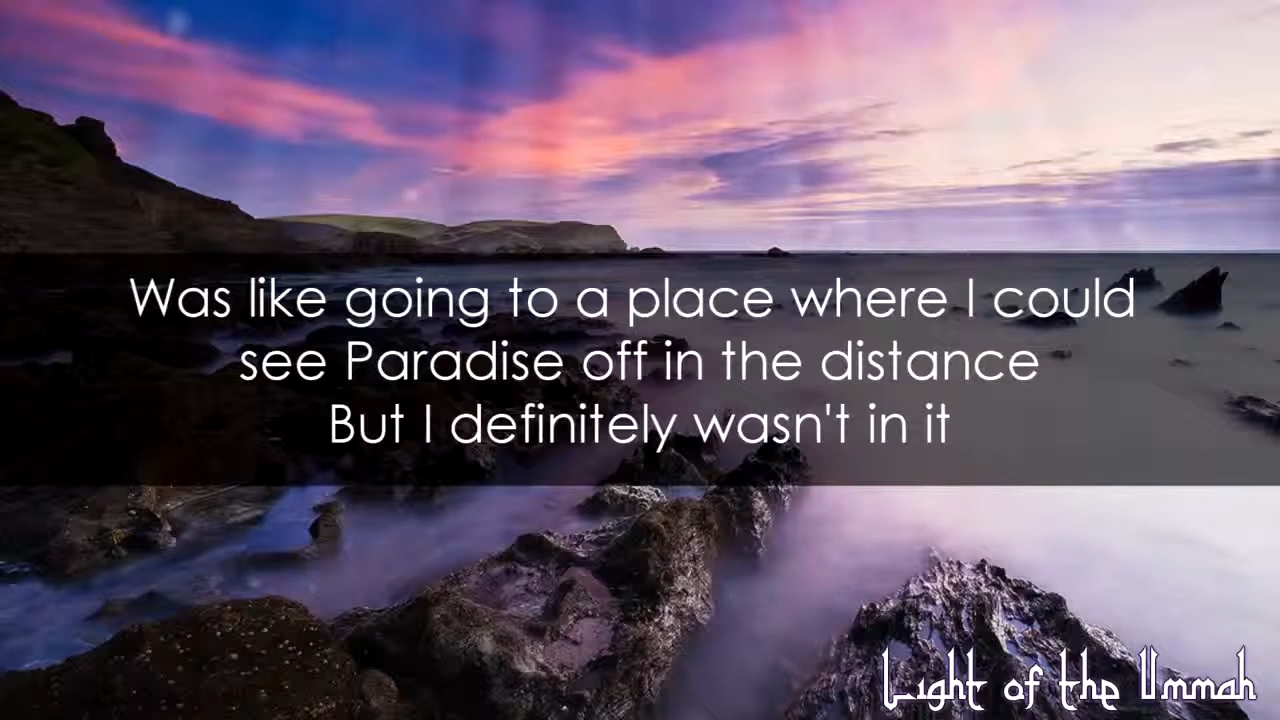 Was like going to a place where I could
see Paradise off in the distance
But I definitely wasn't in it
Light of the Ummah